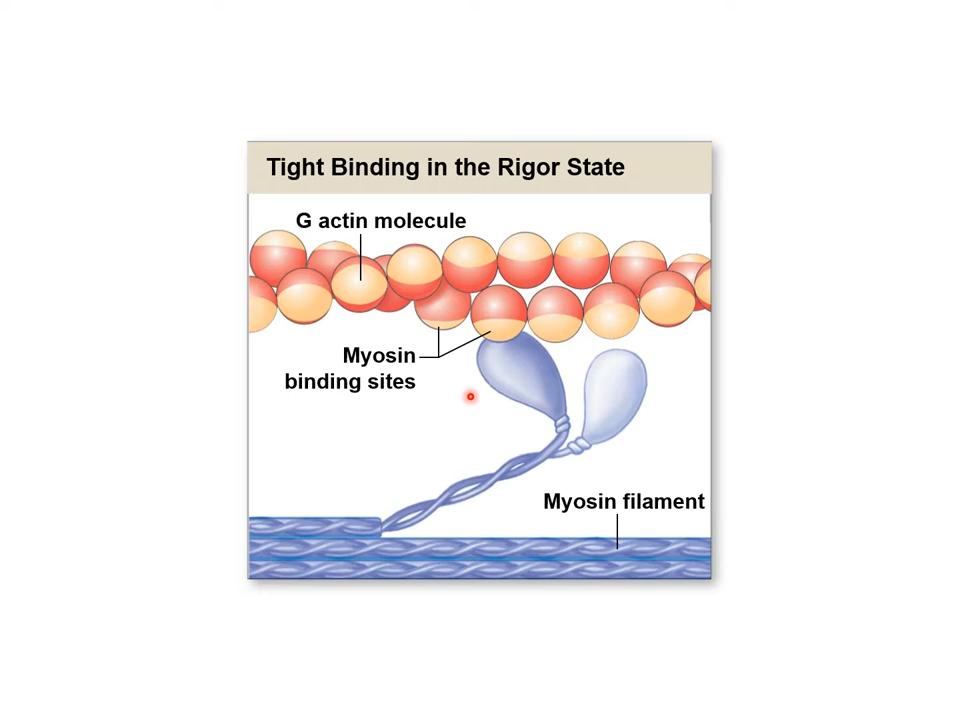 Tight Binding in the Rigor State
G actin molecule
Myosin
binding sites
Myosin filament